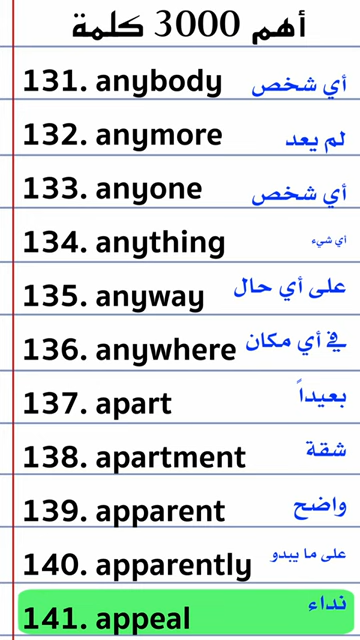 أهم 3000 كلمة
131. anybody أي شخص
132. anymore لم يعد
133. anyone أي شخص
134. anything أي شيء
135. anyway على أي حال
136. anywhere في أي مكان
137. apart بعيداً
138. apartment شقة
139. apparent واضح
140. apparently على ما يبدو
141. appeal نداء